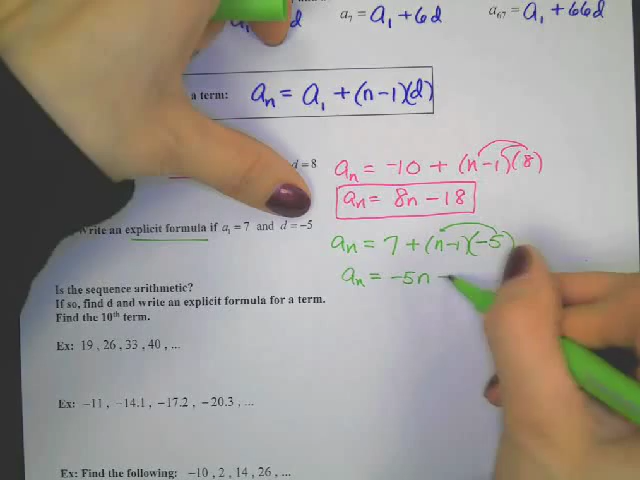 a₇ = a₁ + 6d
a₆₇ = a₁ + 66d
a term: aₙ = a₁ + (n-1)(d)
d = 8
aₙ = -10 + (n-1)(8)
aₙ = 8n - 18
Write an explicit formula if a₁ = 7 and d = -5
aₙ = 7 + (n-1)(-5)
aₙ = -5n -
Is the sequence arithmetic?
If so, find d and write an explicit formula for a term.
Find the 10th term.
Ex: 19 , 26 , 33 , 40 , ...
Ex: -11 , -14.1 , -17.2 , -20.3 , ...
Ex: Find the following: -10 , 2 , 14 , 26 , ...